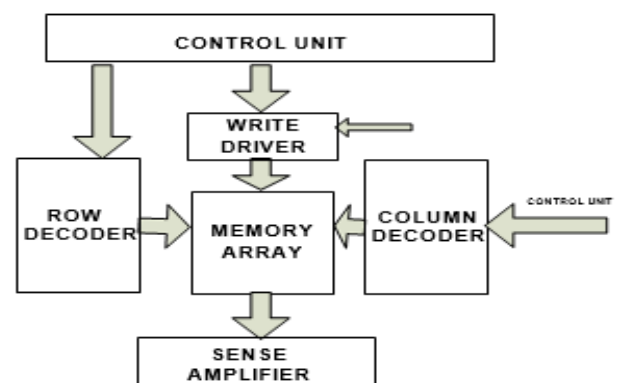 CONTROL UNIT
WRITE
DRIVER
ROW
DECODER
MEMORY
ARRAY
COLUMN
DECODER
CONTROL UNIT
SENSE
AMPLIFIER